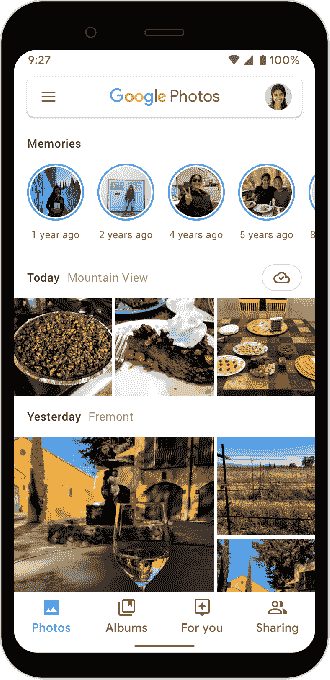 9:27 100%
Google Photos
Memories
1 year ago 2 years ago 4 years ago 5 years ago 8
Today Mountain View
Yesterday Fremont
Photos Albums For you Sharing